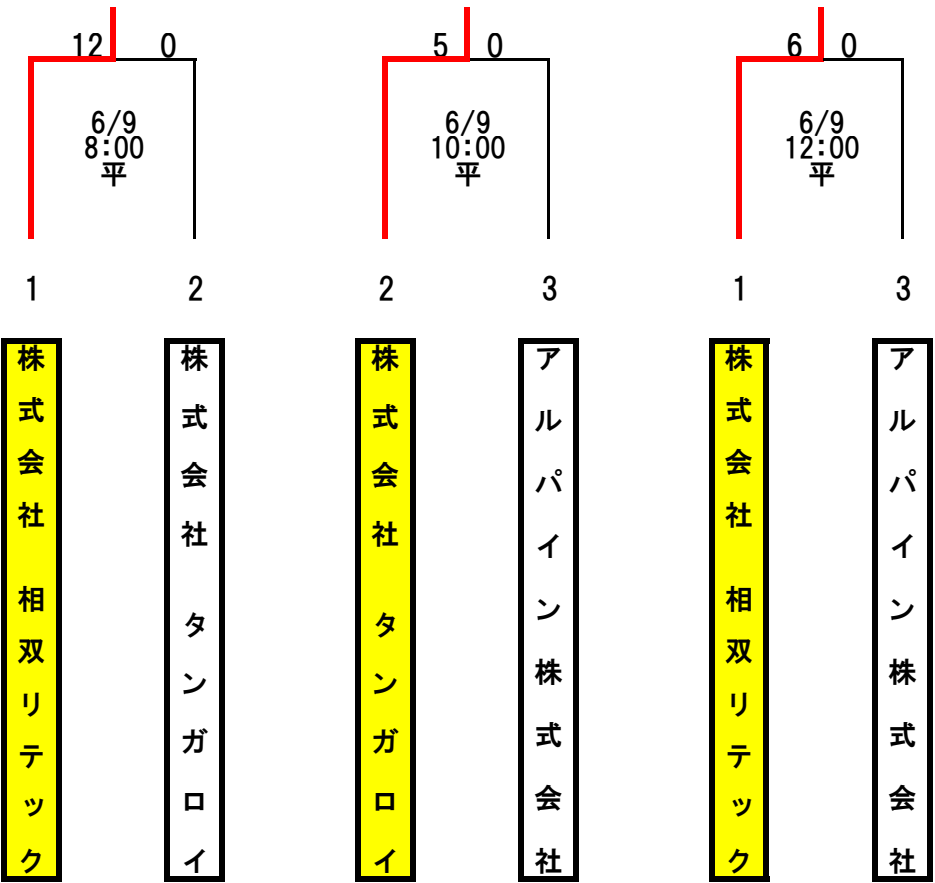 12 0
6/9
8:00
平
1 2
株式会社 相双リテック
株式会社 タンガロイ
5 0
6/9
10:00
平
2 3
株式会社 タンガロイ
アルパイン株式会社
6 0
6/9
12:00
平
1 3
株式会社 相双リテック
アルパイン株式会社